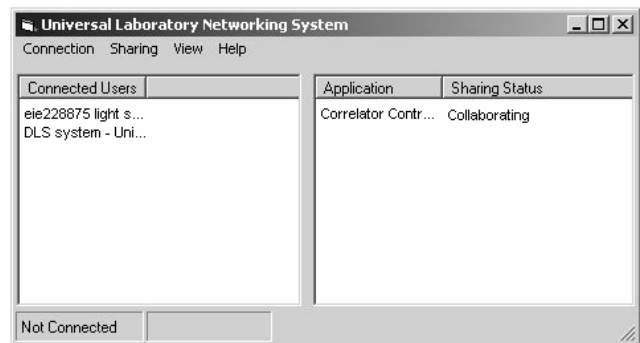 Universal Laboratory Networking System
Connection Sharing View Help
Connected Users
eie228875 light s...
DLS system - Uni...
Application Sharing Status
Correlator Contr... Collaborating
Not Connected